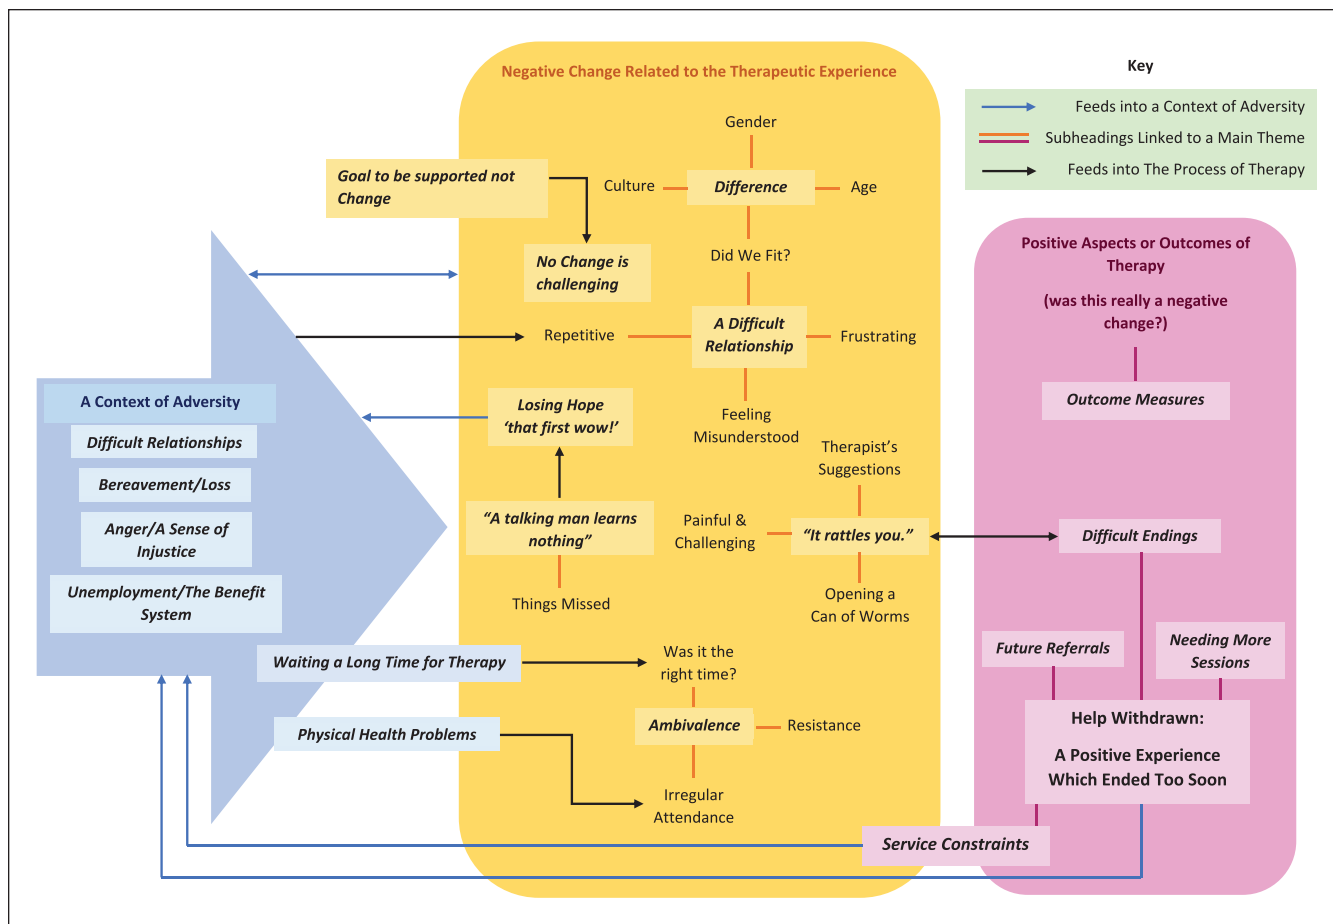 Negative Change Related to the Therapeutic Experience
Key
Feeds into a Context of Adversity
Subheadings Linked to a Main Theme
Feeds into The Process of Therapy
Gender
Culture
Difference
Age
Did We Fit?
Goal to be supported not
Change
No Change is
challenging
Repetitive
A Difficult
Relationship
Frustrating
Feeling
Misunderstood
Losing Hope
‘that first wow!’
“A talking man learns
nothing”
Things Missed
Therapist’s
Suggestions
Painful &
Challenging
“It rattles you.”
Opening a
Can of Worms
A Context of Adversity
Difficult Relationships
Bereavement/Loss
Anger/A Sense of
Injustice
Unemployment/The Benefit
System
Waiting a Long Time for Therapy
Physical Health Problems
Was it the
right time?
Ambivalence
Resistance
Irregular
Attendance
Positive Aspects or Outcomes of
Therapy
(was this really a negative
change?)
Outcome Measures
Difficult Endings
Future Referrals
Needing More
Sessions
Help Withdrawn:
A Positive Experience
Which Ended Too Soon
Service Constraints